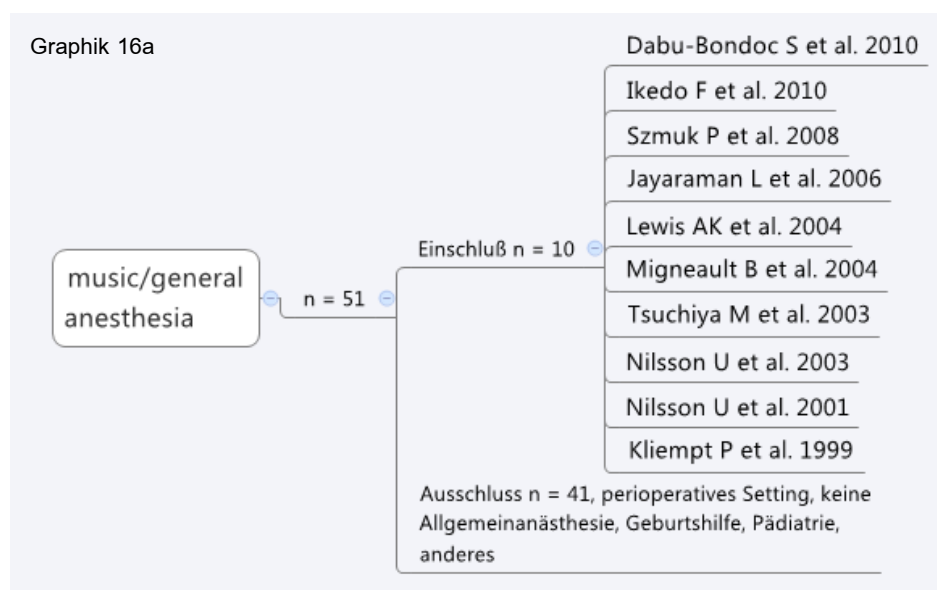 Graphik 16a
music/general
anesthesia
n = 51
Einschluß n = 10
Dabu-Bondoc S et al. 2010
Ikedo F et al. 2010
Szmuk P et al. 2008
Jayaraman L et al. 2006
Lewis AK et al. 2004
Migneault B et al. 2004
Tsuchiya M et al. 2003
Nilsson U et al. 2003
Nilsson U et al. 2001
Kliempt P et al. 1999
Ausschluss n = 41, perioperatives Setting, keine
Allgemeinanästhesie, Geburtshilfe, Pädiatrie,
anderes